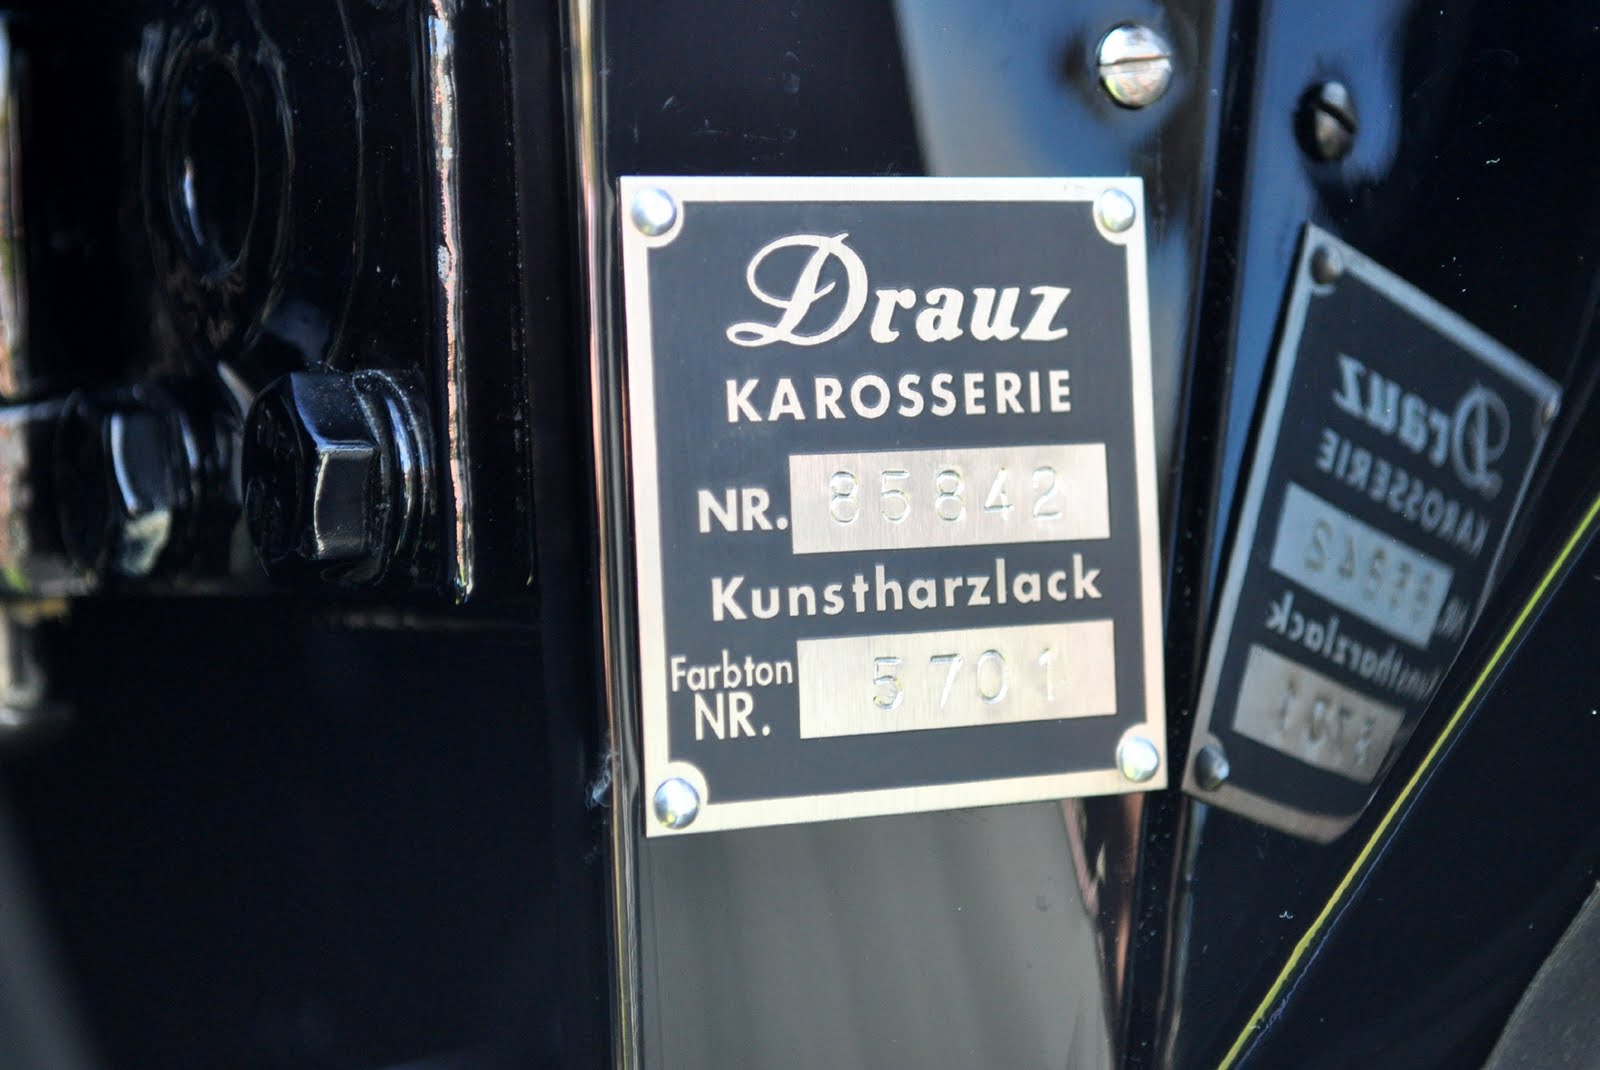 Drauz
KAROSSERIE
NR. 85842
Kunstharzlack
Farbton
NR. 5701